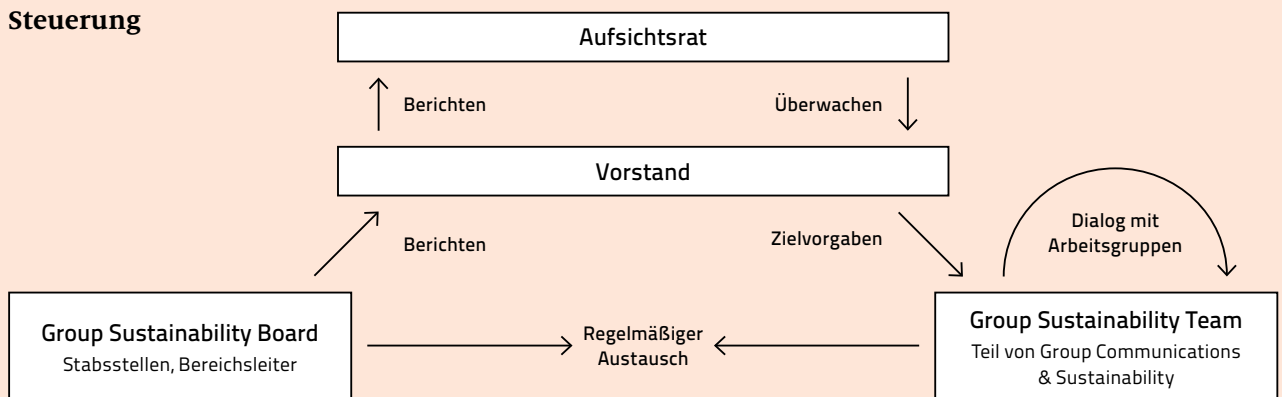 Steuerung
Aufsichtsrat
Berichten
Überwachen
Vorstand
Berichten
Zielvorgaben
Dialog mit
Arbeitsgruppen
Group Sustainability Board
Stabsstellen, Bereichsleiter
Regelmäßiger
Austausch
Group Sustainability Team
Teil von Group Communications
& Sustainability